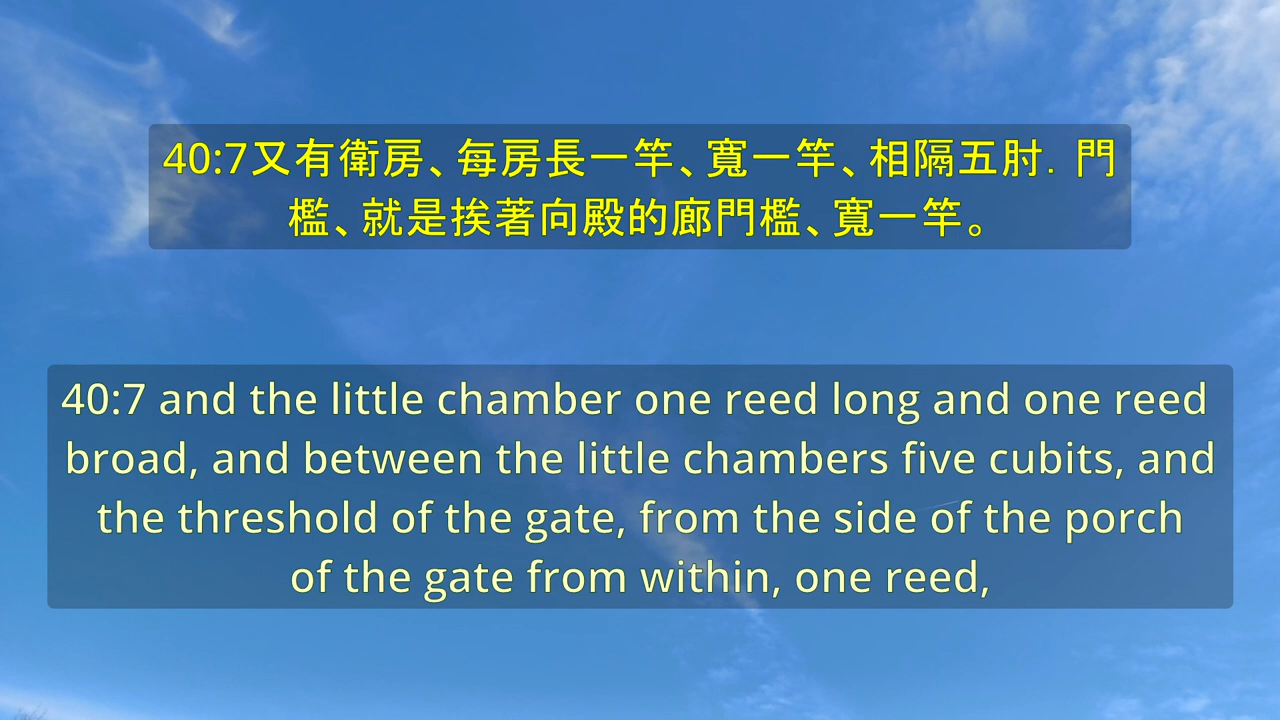 40:7又有衛房、每房長一竿、寬一竿、相隔五肘．門
檻、就是挨著向殿的廊門檻、寬一竿。
40:7 and the little chamber one reed long and one reed
broad, and between the little chambers five cubits, and
the threshold of the gate, from the side of the porch
of the gate from within, one reed,